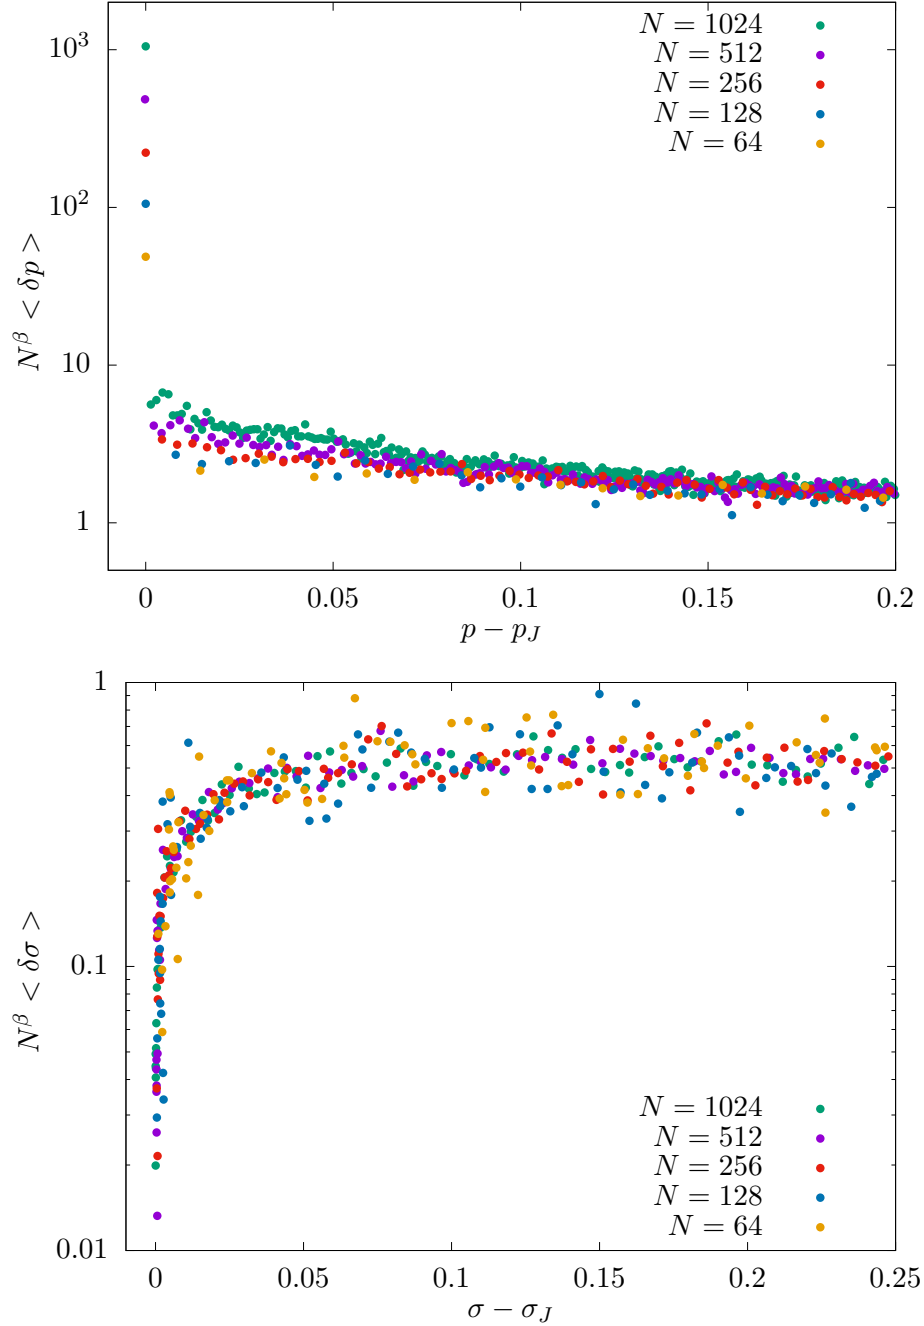 10³
10²
10
1
N^β < δp >
N = 1024
N = 512
N = 256
N = 128
N = 64
0 0.05 0.1 0.15 0.2
p − p_J
1
0.1
0.01
N^β < δσ >
N = 1024
N = 512
N = 256
N = 128
N = 64
0 0.05 0.1 0.15 0.2 0.25
σ − σ_J